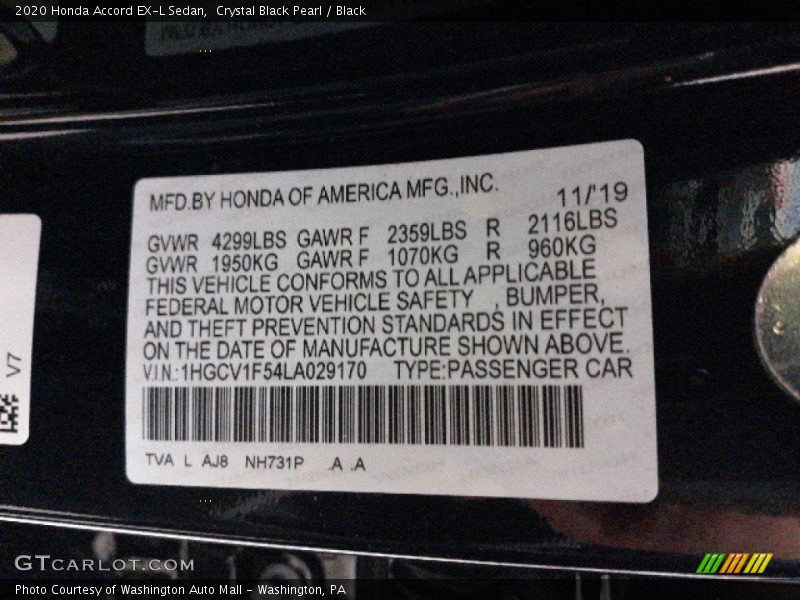 2020 Honda Accord EX-L Sedan,  Crystal Black Pearl / Black
MFD.BY HONDA OF AMERICA MFG.,INC.
11/'19
GVWR 4299LBS GAWR F 2359LBS R 2116LBS
GVWR 1950KG GAWR F 1070KG R 960KG
THIS VEHICLE CONFORMS TO ALL APPLICABLE
FEDERAL MOTOR VEHICLE SAFETY , BUMPER,
AND THEFT PREVENTION STANDARDS IN EFFECT
ON THE DATE OF MANUFACTURE SHOWN ABOVE.
V.I.N.:1HGCV1F54LA029170 TYPE:PASSENGER CAR
TVA L AJ8 NH731P .A .A
V7
GTCARLOT.COM
Photo Courtesy of Washington Auto Mall - Washington, PA